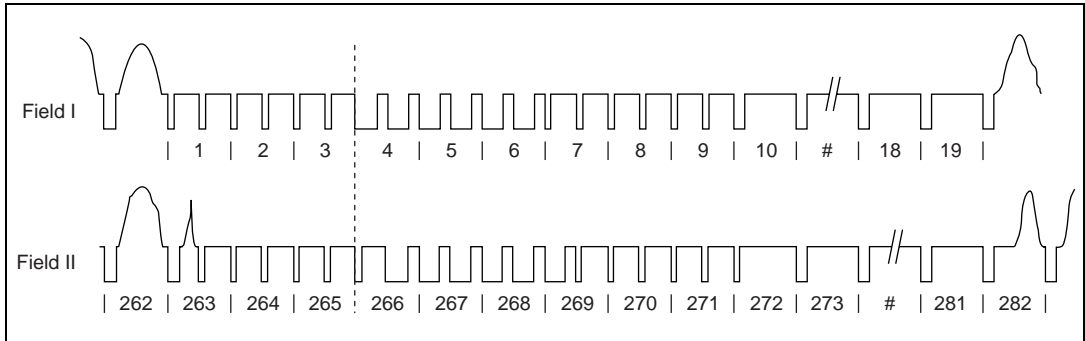 Field I
| 1 | 2 | 3 | 4 | 5 | 6 | 7 | 8 | 9 | 10 | # | 18 | 19 |
Field II
| 262 | 263 | 264 | 265 | 266 | 267 | 268 | 269 | 270 | 271 | 272 | 273 | # | 281 | 282 |